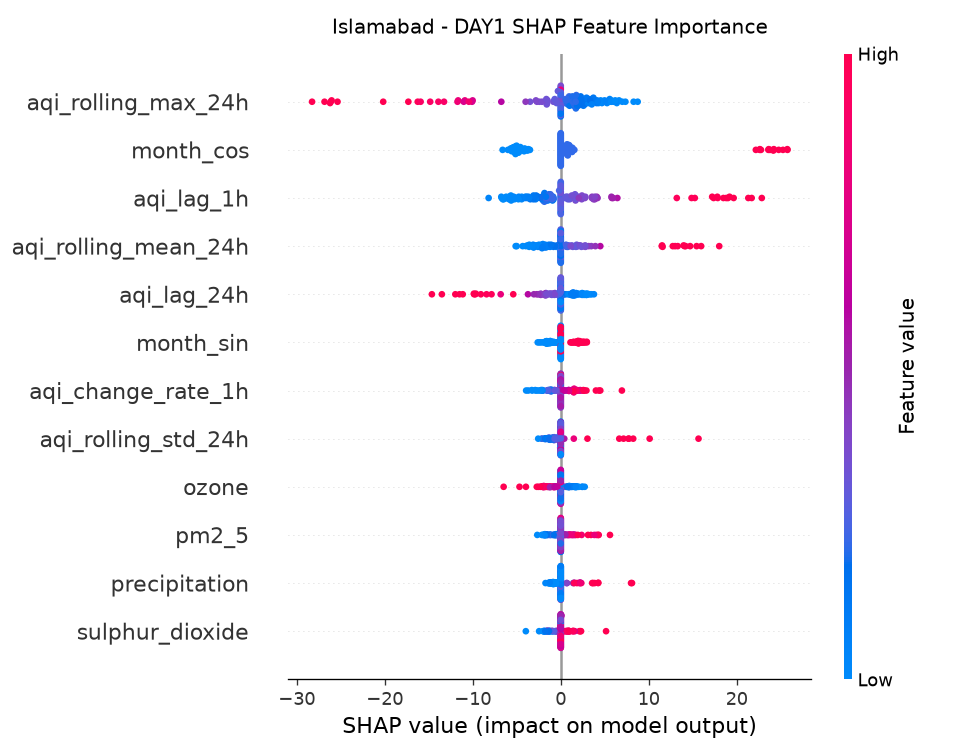 Islamabad - DAY1 SHAP Feature Importance
High
aqi_rolling_max_24h
month_cos
aqi_lag_1h
aqi_rolling_mean_24h
aqi_lag_24h
month_sin
aqi_change_rate_1h
aqi_rolling_std_24h
ozone
pm2_5
precipitation
sulphur_dioxide
Feature value
Low
−30 −20 −10 0 10 20
SHAP value (impact on model output)